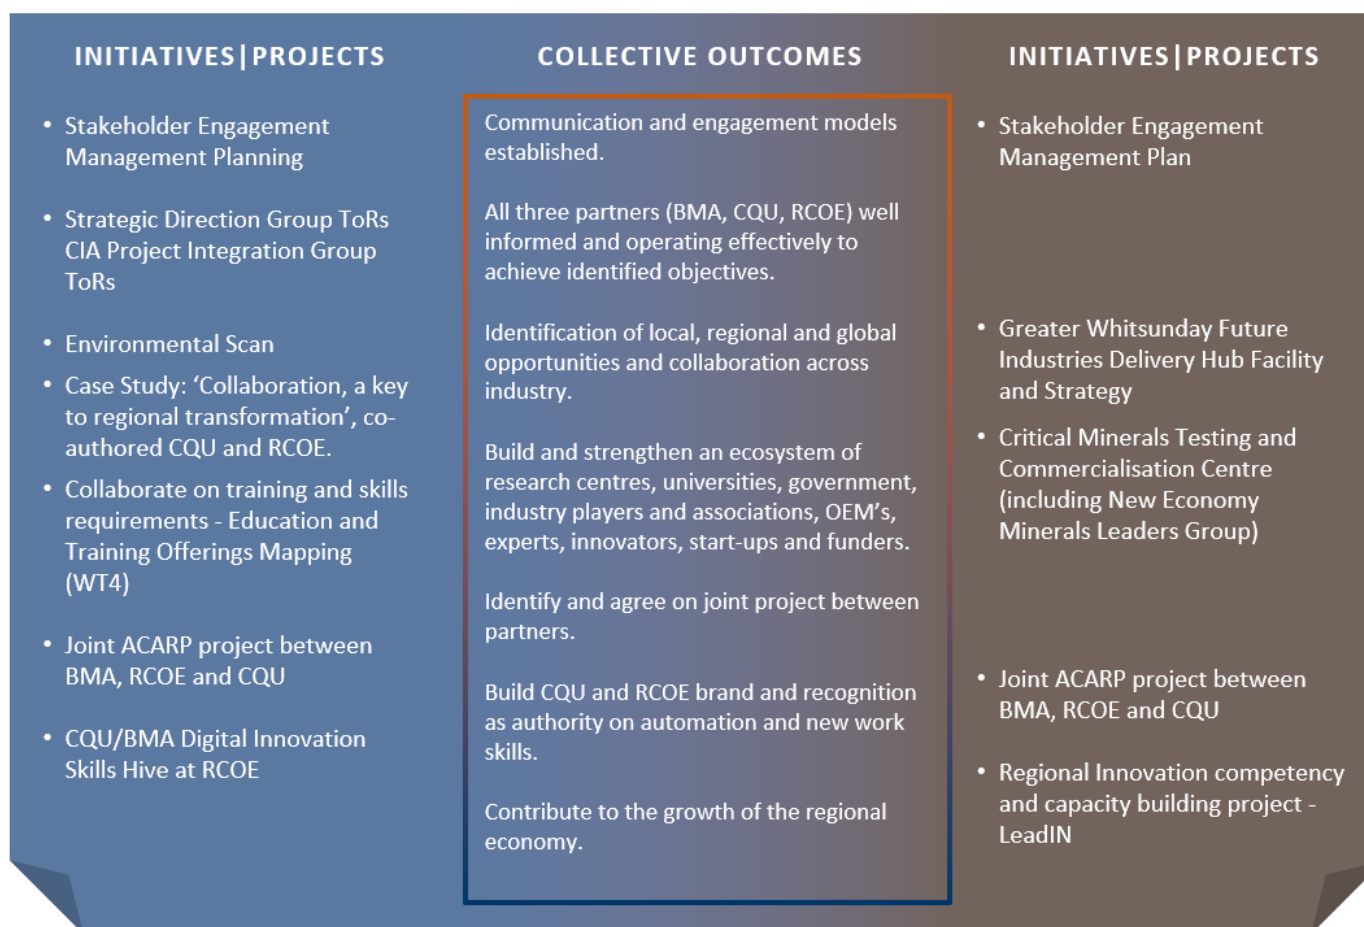 INITIATIVES|PROJECTS
• Stakeholder Engagement
Management Planning
• Strategic Direction Group ToRs
CIA Project Integration Group
ToRs
• Environmental Scan
• Case Study: ‘Collaboration, a key
to regional transformation’, co-
authored CQU and RCOE.
• Collaborate on training and skills
requirements - Education and
Training Offerings Mapping
(WT4)
• Joint ACARP project between
BMA, RCOE and CQU
• CQU/BMA Digital Innovation
Skills Hive at RCOE
COLLECTIVE OUTCOMES
Communication and engagement models
established.
All three partners (BMA, CQU, RCOE) well
informed and operating effectively to
achieve identified objectives.
Identification of local, regional and global
opportunities and collaboration across
industry.
Build and strengthen an ecosystem of
research centres, universities, government,
industry players and associations, OEM’s,
experts, innovators, start-ups and funders.
Identify and agree on joint project between
partners.
Build CQU and RCOE brand and recognition
as authority on automation and new work
skills.
Contribute to the growth of the regional
economy.
INITIATIVES|PROJECTS
• Stakeholder Engagement
Management Plan
• Greater Whitsunday Future
Industries Delivery Hub Facility
and Strategy
• Critical Minerals Testing and
Commercialisation Centre
(including New Economy
Minerals Leaders Group)
• Joint ACARP project between
BMA, RCOE and CQU
• Regional Innovation competency
and capacity building project -
LeadIN